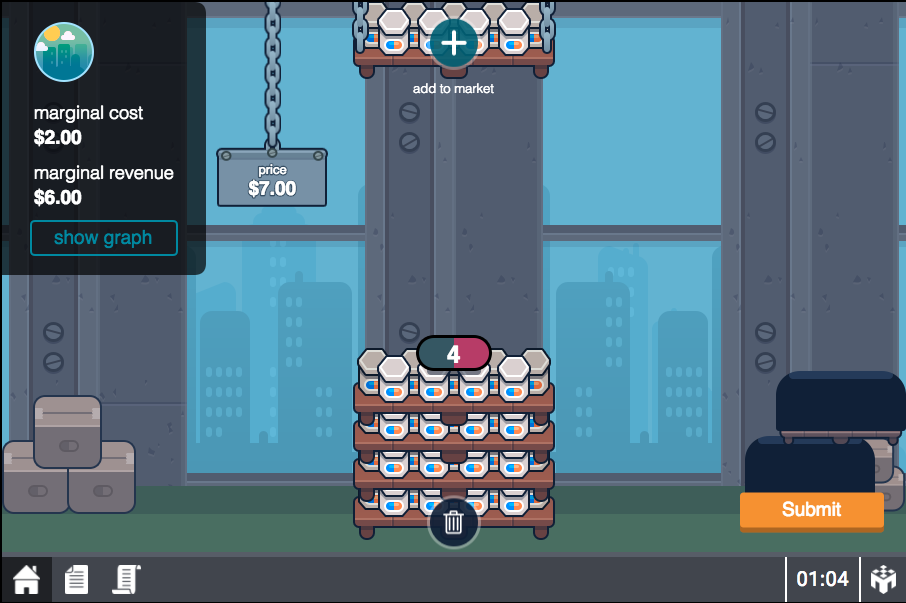 marginal cost
$2.00
marginal revenue
$6.00
show graph
price
$7.00
add to market
4
Submit
01:04